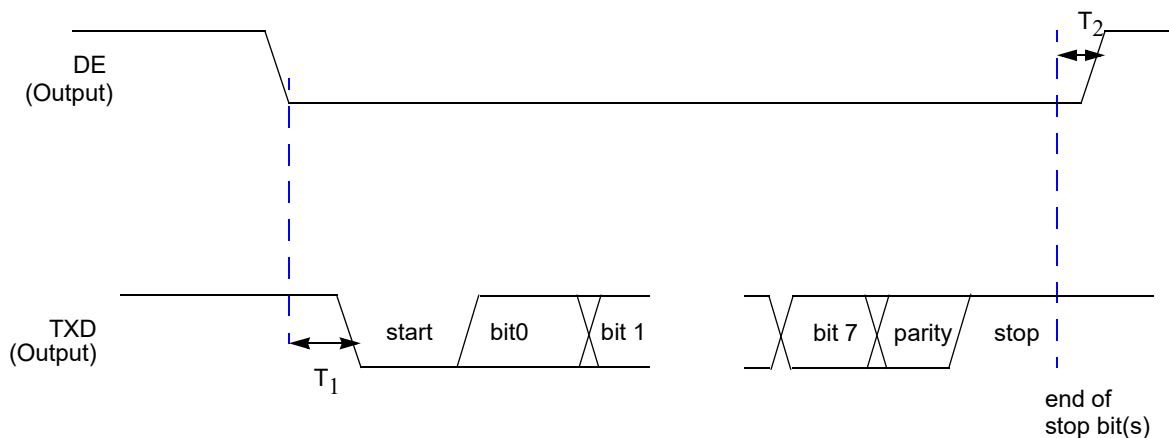 T2
DE
(Output)
TXD
(Output)
start
bit0
bit 1
bit 7
parity
stop
T1
end of
stop bit(s)